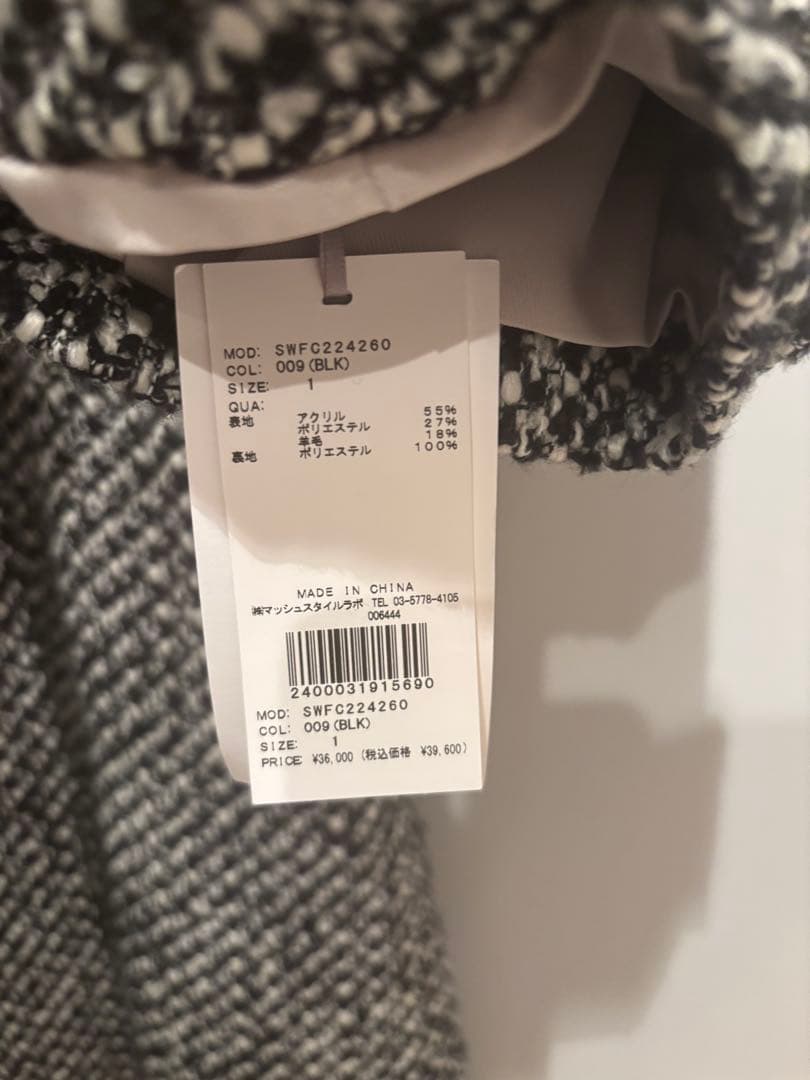 MOD: SWFC224260
COL: 009(BLK)
SIZE: 1
QUA:
表地 アクリル 55%
ポリエステル 27%
羊毛 18%
裏地 ポリエステル 100%
MADE IN CHINA
㈱マッシュスタイルラボ TEL 03-5778-4105
006444
2400031915690
MOD: SWFC224260
COL: 009(BLK)
SIZE: 1
PRICE: ¥36,000 (税込価格 ¥39,600)